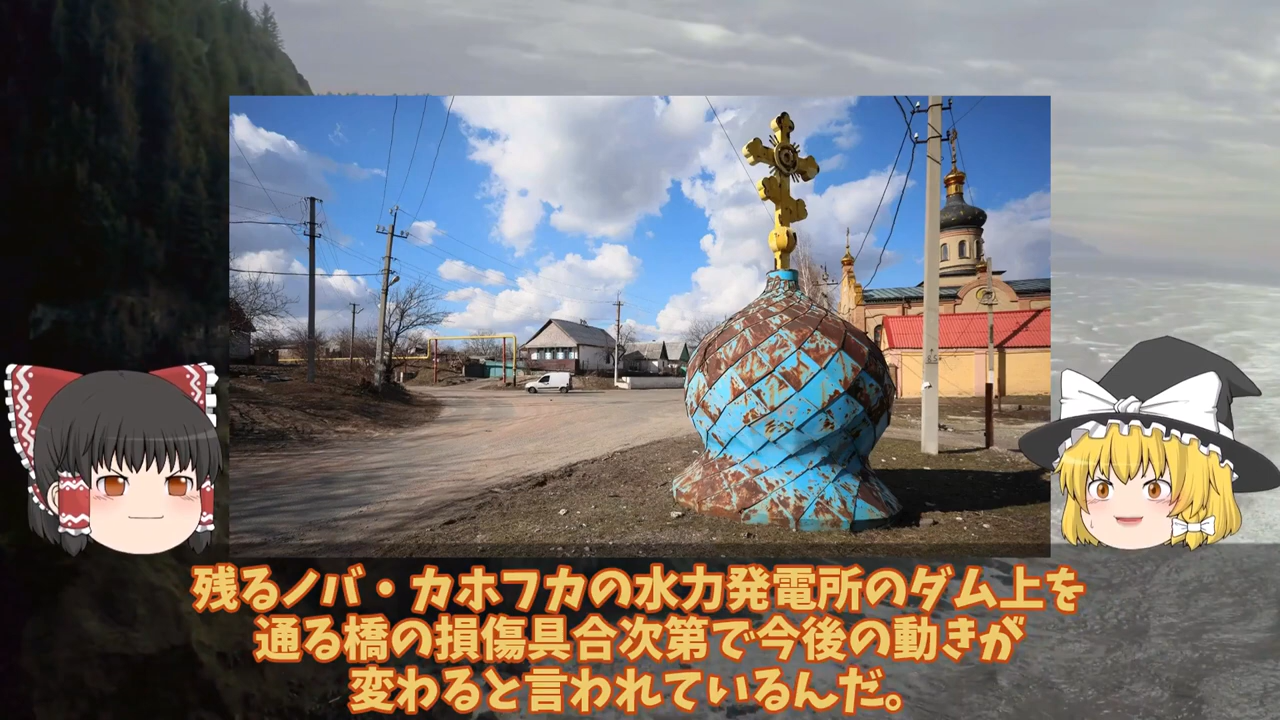 残るノバ・カホフカの水力発電所のダム上を
通る橋の損傷具合次第で今後の動きが
変わると言われているんだ。